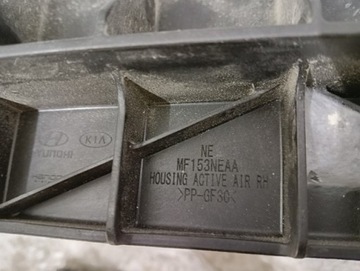 HYUNDAI
KIA
NE
MF153NEAA
HOUSING ACTIVE AIR RH
>PP-GF30<